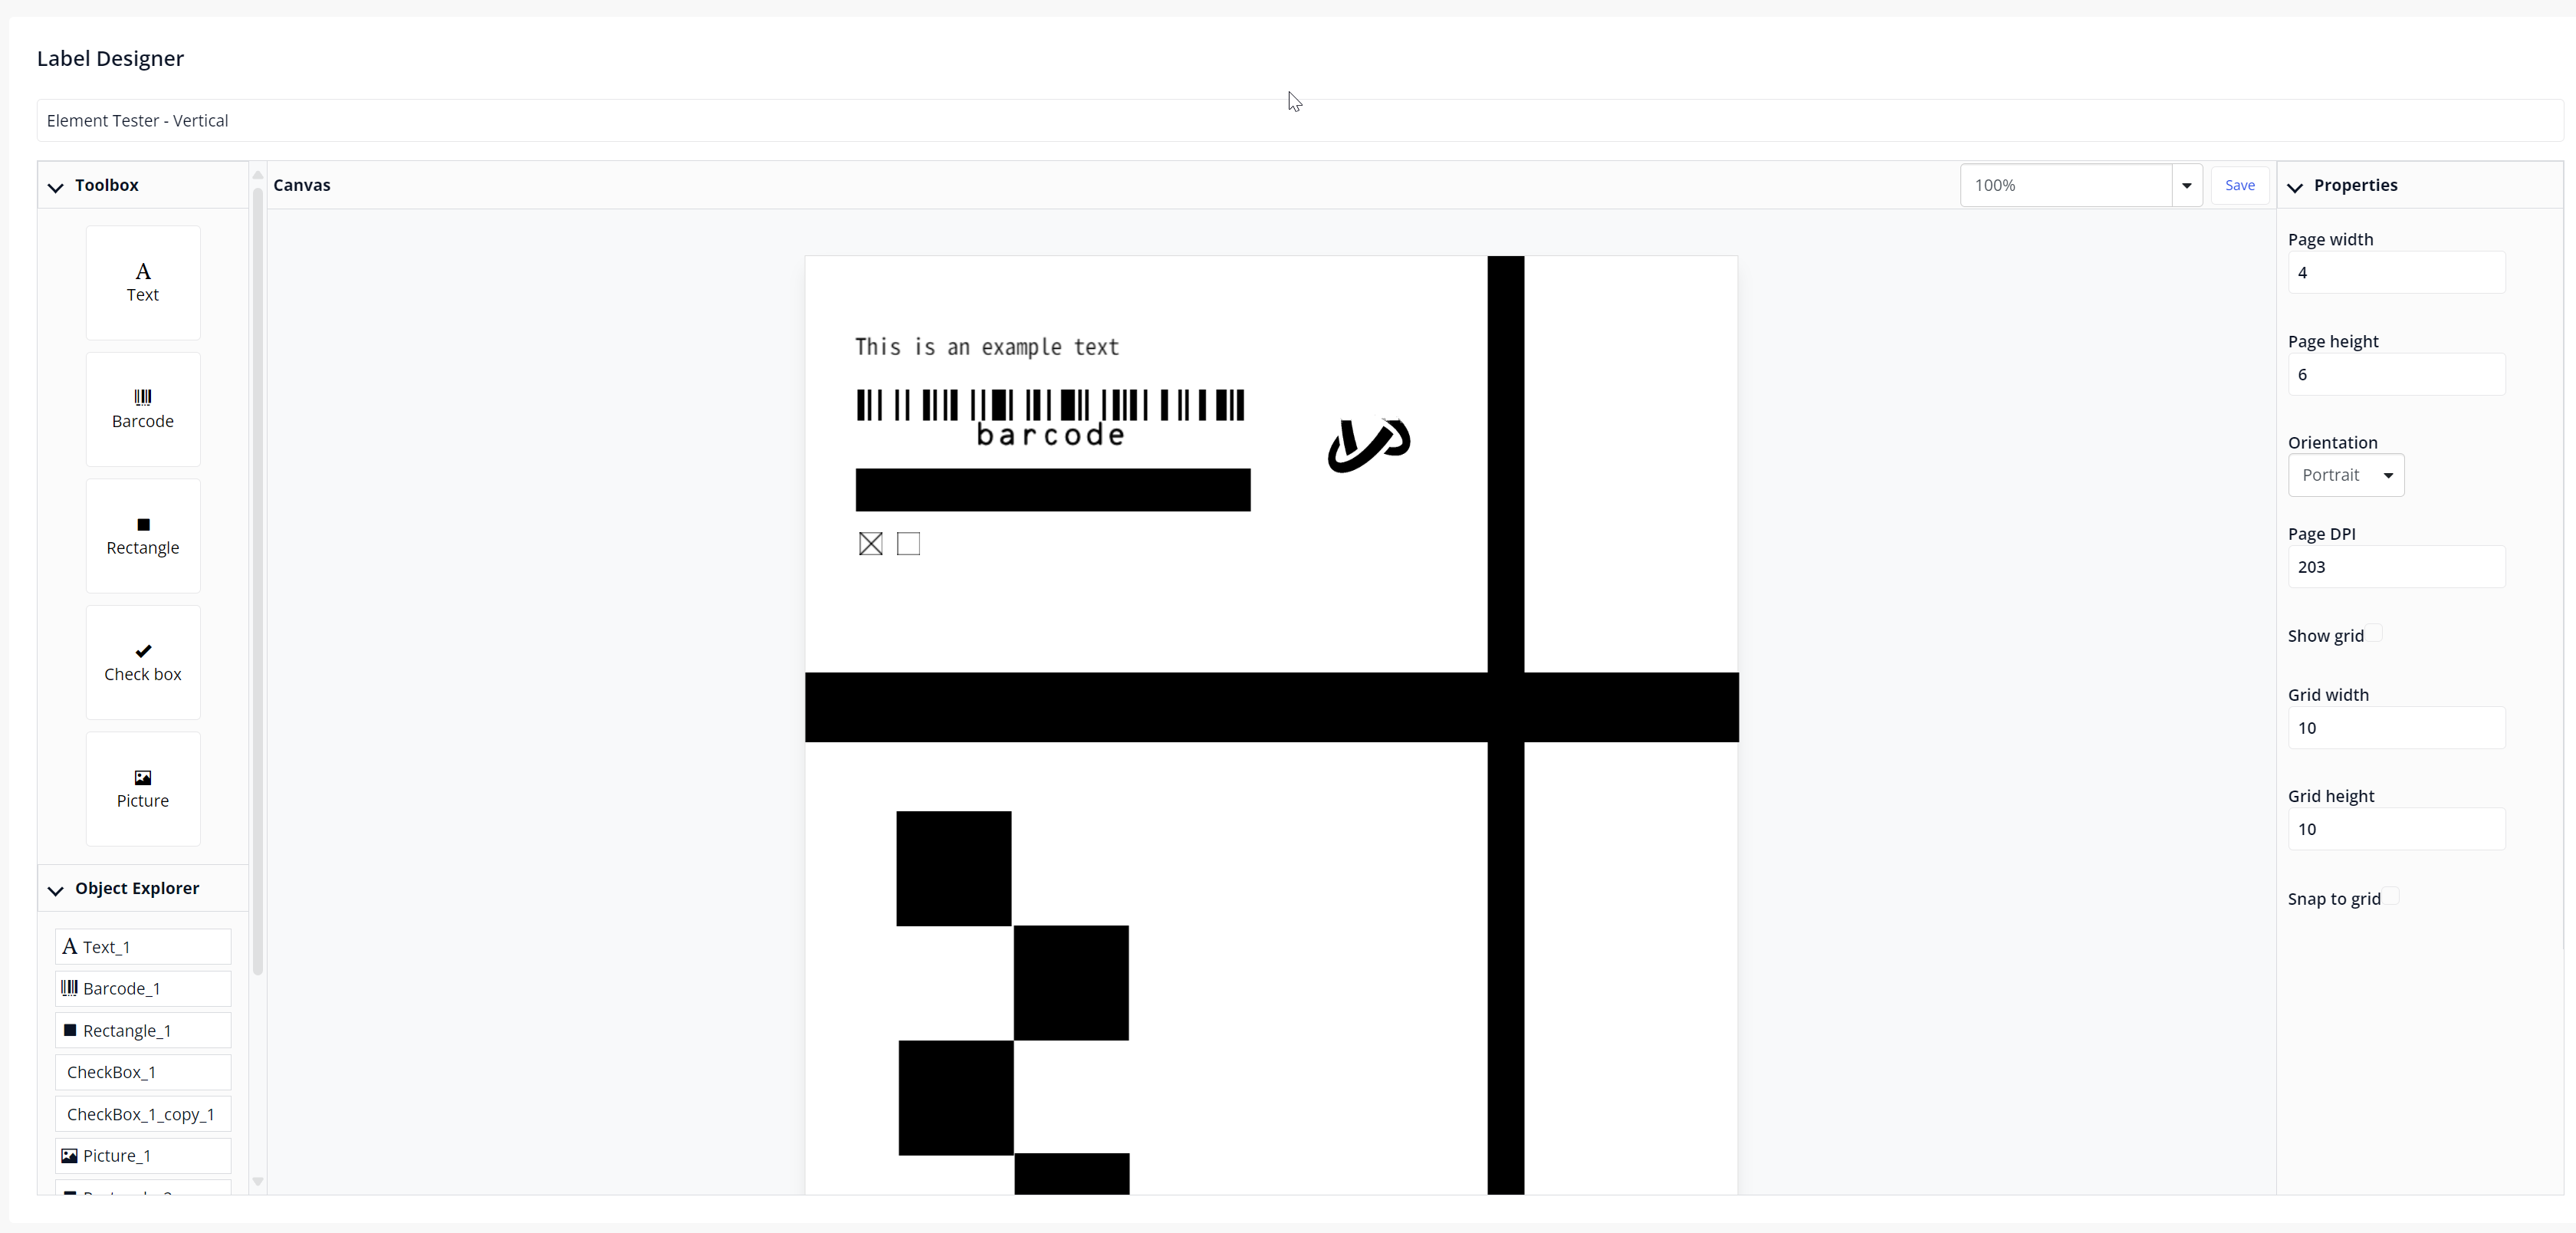 Label Designer
Element Tester - Vertical
Toolbox
Text
Barcode
Rectangle
Check box
Picture
Object Explorer
Text_1
Barcode_1
Rectangle_1
CheckBox_1
CheckBox_1_copy_1
Picture_1
Canvas
100%
Save
This is an example text
barcode
Properties
Page width
4
Page height
6
Orientation
Portrait
Page DPI
203
Show grid
Grid width
10
Grid height
10
Snap to grid